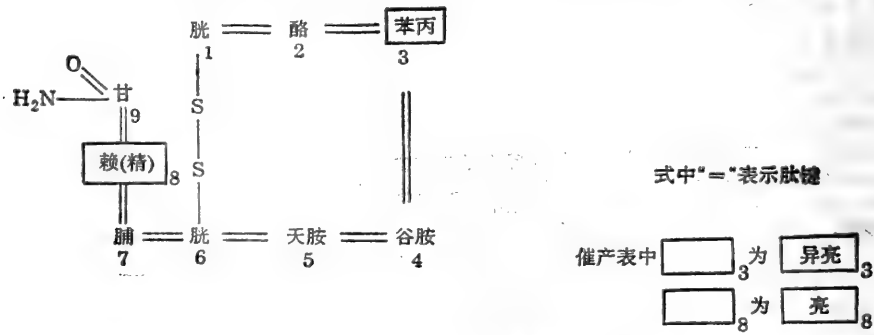 胱 酪 苯丙
1 2 3
O
H₂N 甘
9
S
赖(精) 8
S
式中"="表示肽键
脯 胱 天胺 谷胺
7 6 5 4
催产表中 3 为 异亮 3
8 为 亮 8